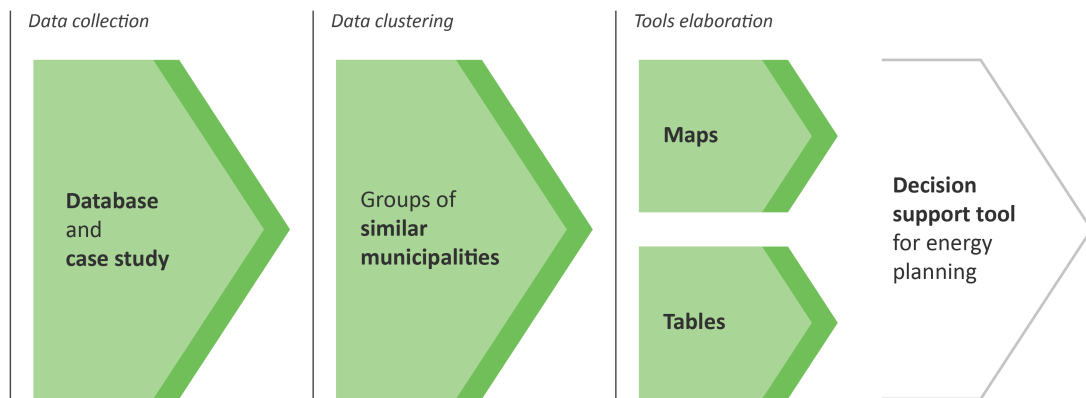 Data collection
Database
and
case study
Data clustering
Groups of
similar
municipalities
Tools elaboration
Maps
Tables
Decision
support tool
for energy
planning